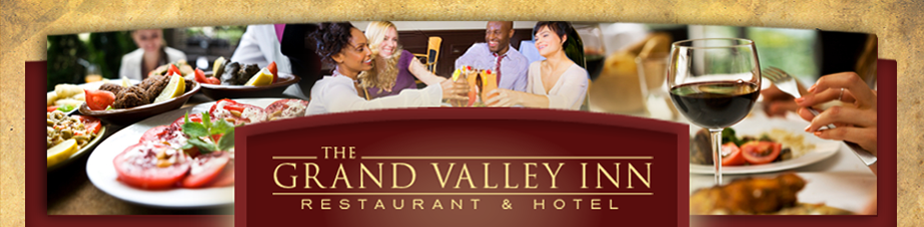 THE
GRAND VALLEY INN
RESTAURANT & HOTEL